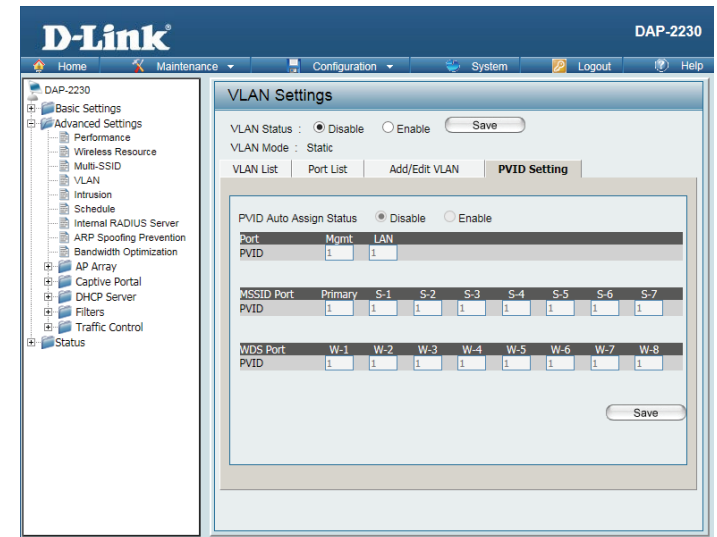 D-Link®
DAP-2230
Home Maintenance Configuration System Logout Help
DAP-2230
Basic Settings
Advanced Settings
Performance
Wireless Resource
Multi-SSID
VLAN
Intrusion
Schedule
Internal RADIUS Server
ARP Spoofing Prevention
Bandwidth Optimization
AP Array
Captive Portal
DHCP Server
Filters
Traffic Control
Status
VLAN Settings
VLAN Status : Disable Enable Save
VLAN Mode : Static
VLAN List Port List Add/Edit VLAN PVID Setting
PVID Auto Assign Status Disable Enable
Port Mgmt LAN
PVID 1 1
MSSID Port Primary S-1 S-2 S-3 S-4 S-5 S-6 S-7
PVID 1 1 1 1 1 1 1 1
WDS Port W-1 W-2 W-3 W-4 W-5 W-6 W-7 W-8
PVID 1 1 1 1 1 1 1 1
Save